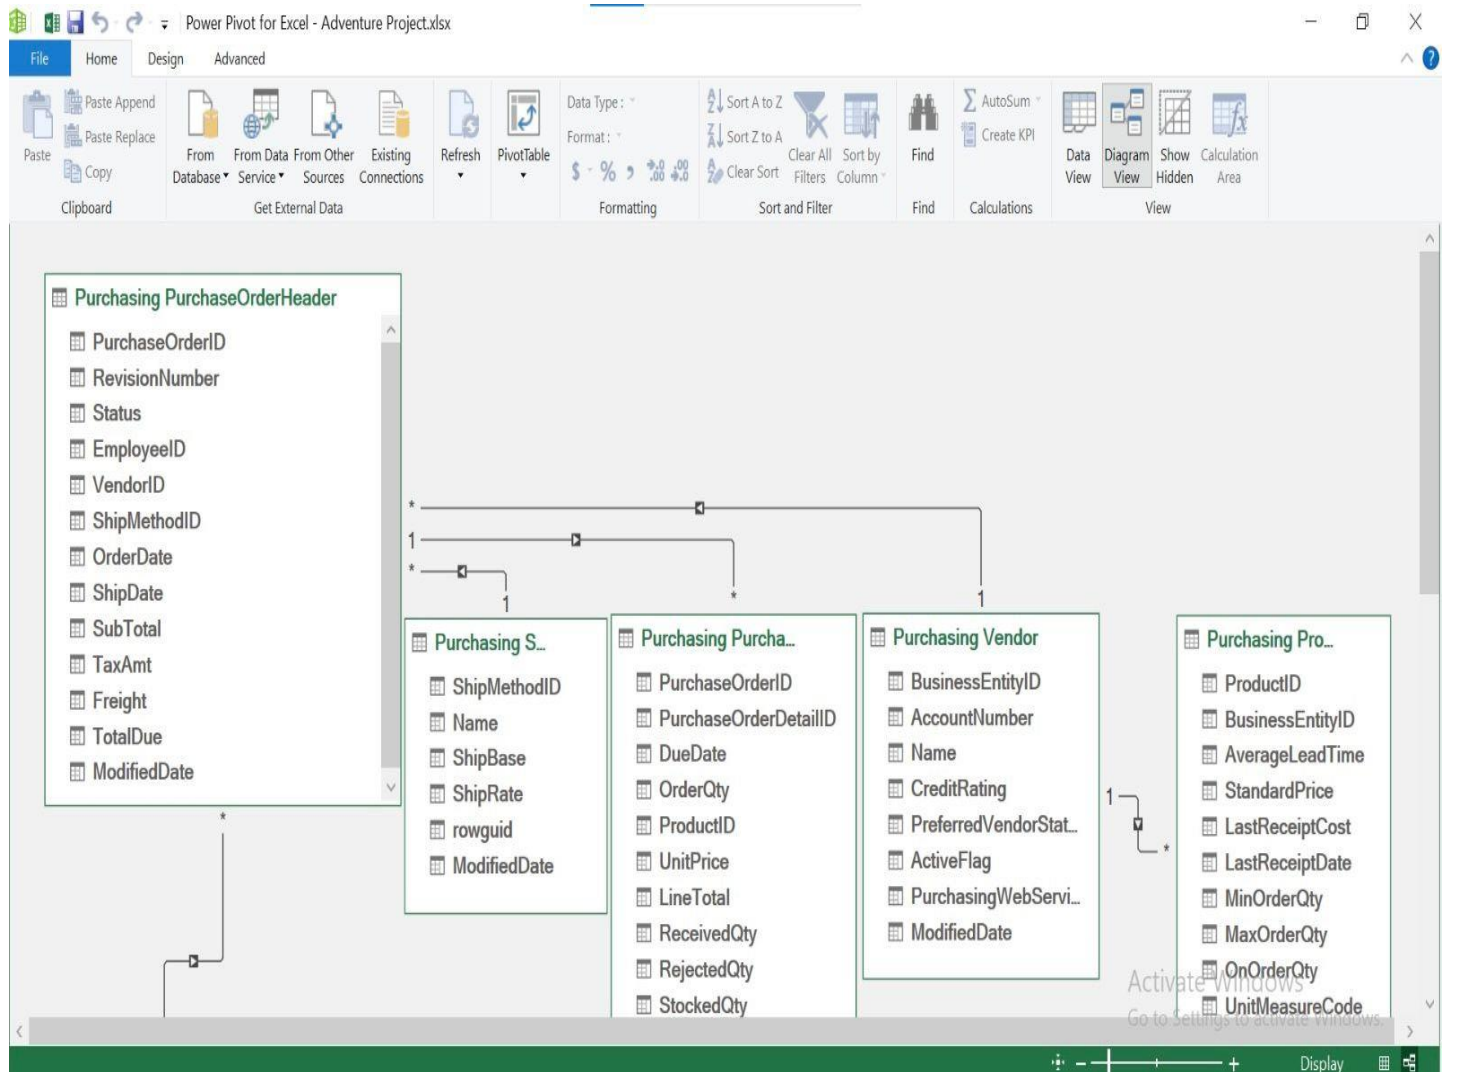 Power Pivot for Excel - Adventure Project.xlsx
File Home Design Advanced
Paste
Paste Append
Paste Replace
Copy
Clipboard
From Database
From Data Service
From Other Sources
Existing Connections
Get External Data
Refresh
PivotTable
Data Type :
Format :
$ % ,
.00 .0
Formatting
Sort A to Z
Sort Z to A
Clear Sort
Clear All Filters
Sort by Column
Sort and Filter
Find
Find
AutoSum
Create KPI
Calculations
Data View
Diagram View
Show Hidden
Calculation Area
View
Purchasing PurchaseOrderHeader
PurchaseOrderID
RevisionNumber
Status
EmployeeID
VendorID
ShipMethodID
OrderDate
ShipDate
SubTotal
TaxAmt
Freight
TotalDue
ModifiedDate
*
1
*
1
*
1
*
Purchasing S...
ShipMethodID
Name
ShipBase
ShipRate
rowguid
ModifiedDate
Purchasing Purcha...
PurchaseOrderID
PurchaseOrderDetailID
DueDate
OrderQty
ProductID
UnitPrice
LineTotal
ReceivedQty
RejectedQty
StockedQty
Purchasing Vendor
BusinessEntityID
AccountNumber
Name
CreditRating
PreferredVendorStat...
ActiveFlag
PurchasingWebServi...
ModifiedDate
1
*
Purchasing Pro...
ProductID
BusinessEntityID
AverageLeadTime
StandardPrice
LastReceiptCost
LastReceiptDate
MinOrderQty
MaxOrderQty
OnOrderQty
UnitMeasureCode
Activate Windows
Go to Settings to activate Windows.
Display